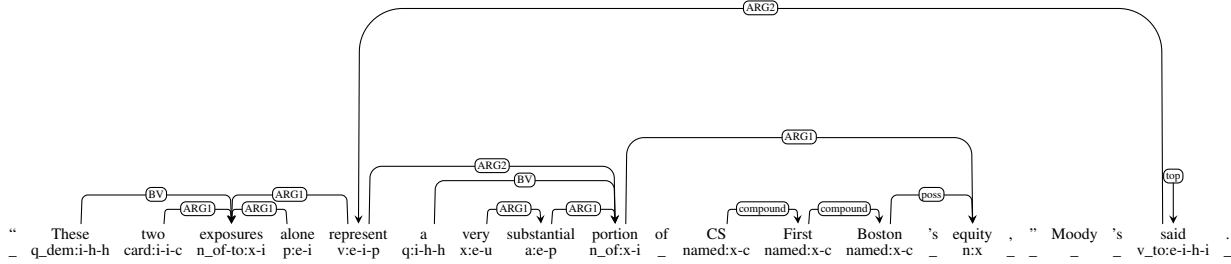 ARG2
ARG1
ARG2
BV
BV ARG1 poss top
ARG1 ARG1 ARG1 ARG1 compound compound
“ These two exposures alone represent a very substantial portion of CS First Boston 's equity , ” Moody 's said .
_ q_dem:i-h-h card:i-i-c n_of-to:x-i p:e-i v:e-i-p q:i-h-h x:e-u a:e-p n_of:x-i _ named:x-c named:x-c named:x-c _ n:x _ _ _ _ v_to:e-i-h-i _